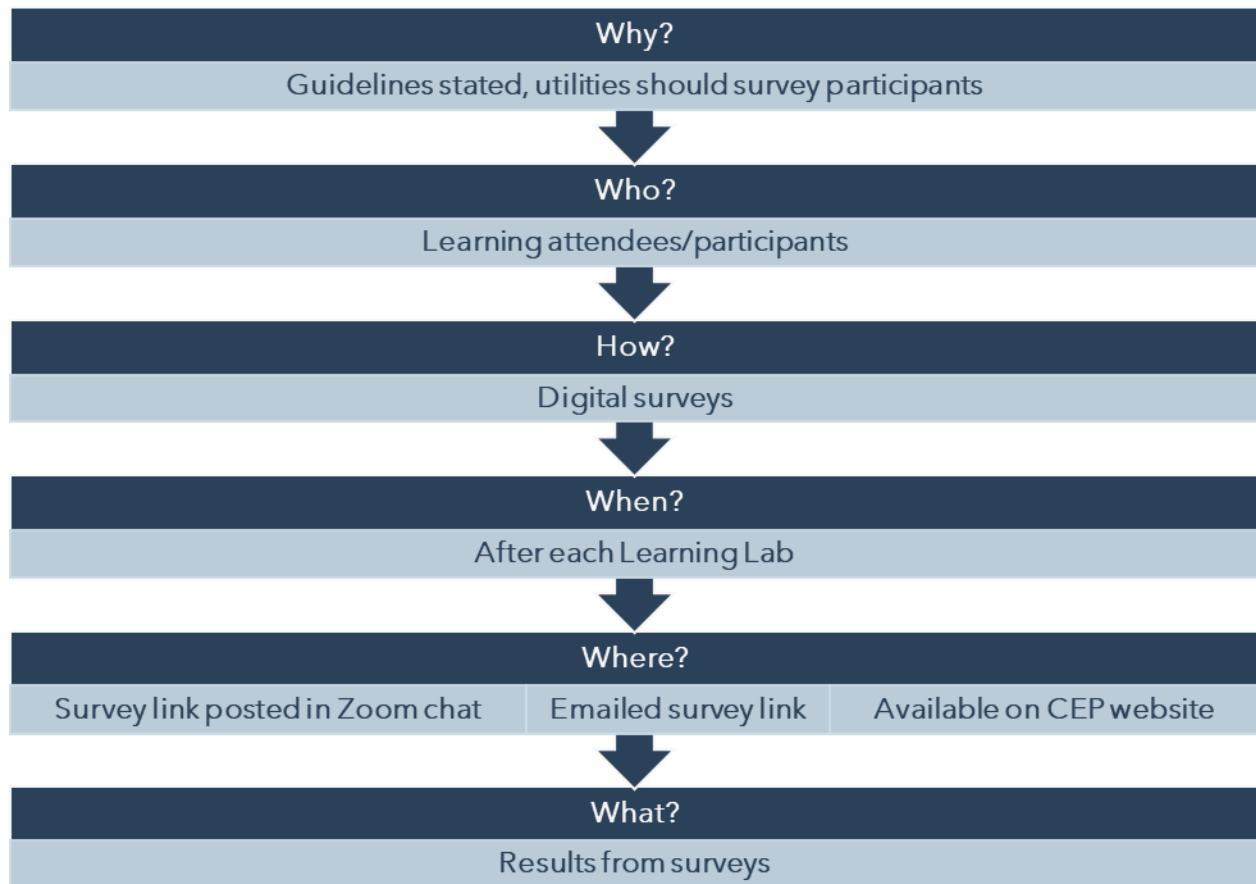 Why?
Guidelines stated, utilities should survey participants
Who?
Learning attendees/participants
How?
Digital surveys
When?
After each Learning Lab
Where?
Survey link posted in Zoom chat
Emailed survey link
Available on CEP website
What?
Results from surveys